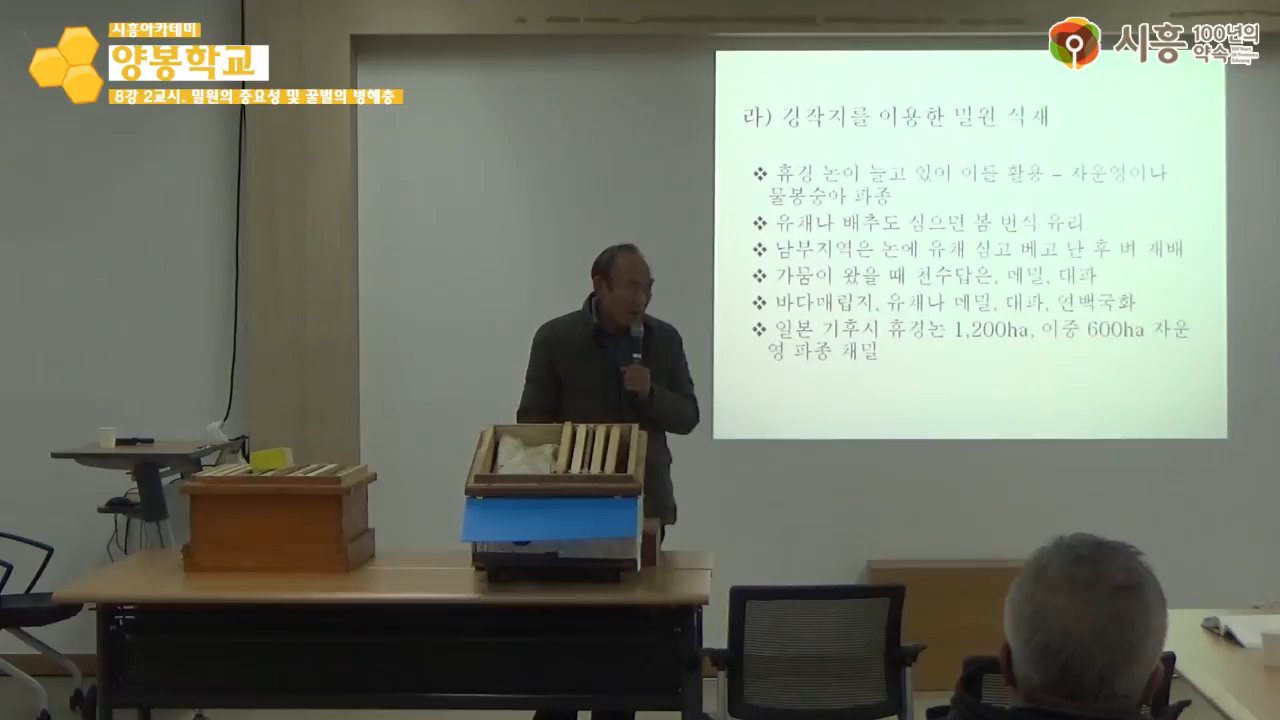 시흥아카데미
양봉학교
8강 2교시. 밀원의 중요성 및 꿀벌의 병해충
시흥 100년의 약속
라) 경작지를 이용한 밀원 식재
❖ 휴경 논이 늘고 있어 이를 활용 – 자운영이나
물봉숭아 파종
❖ 유채나 배추도 심으면 봄 번식 유리
❖ 남부지역은 논에 유채 심고 베고 난 후 벼 재배
❖ 가뭄이 왔을 때 천수답은, 메밀, 대파
❖ 바다매립지, 유채나 메밀, 대파, 연백국화
❖ 일본 기후시 휴경논 1,200ha, 이중 600ha 자운
영 파종 채밀